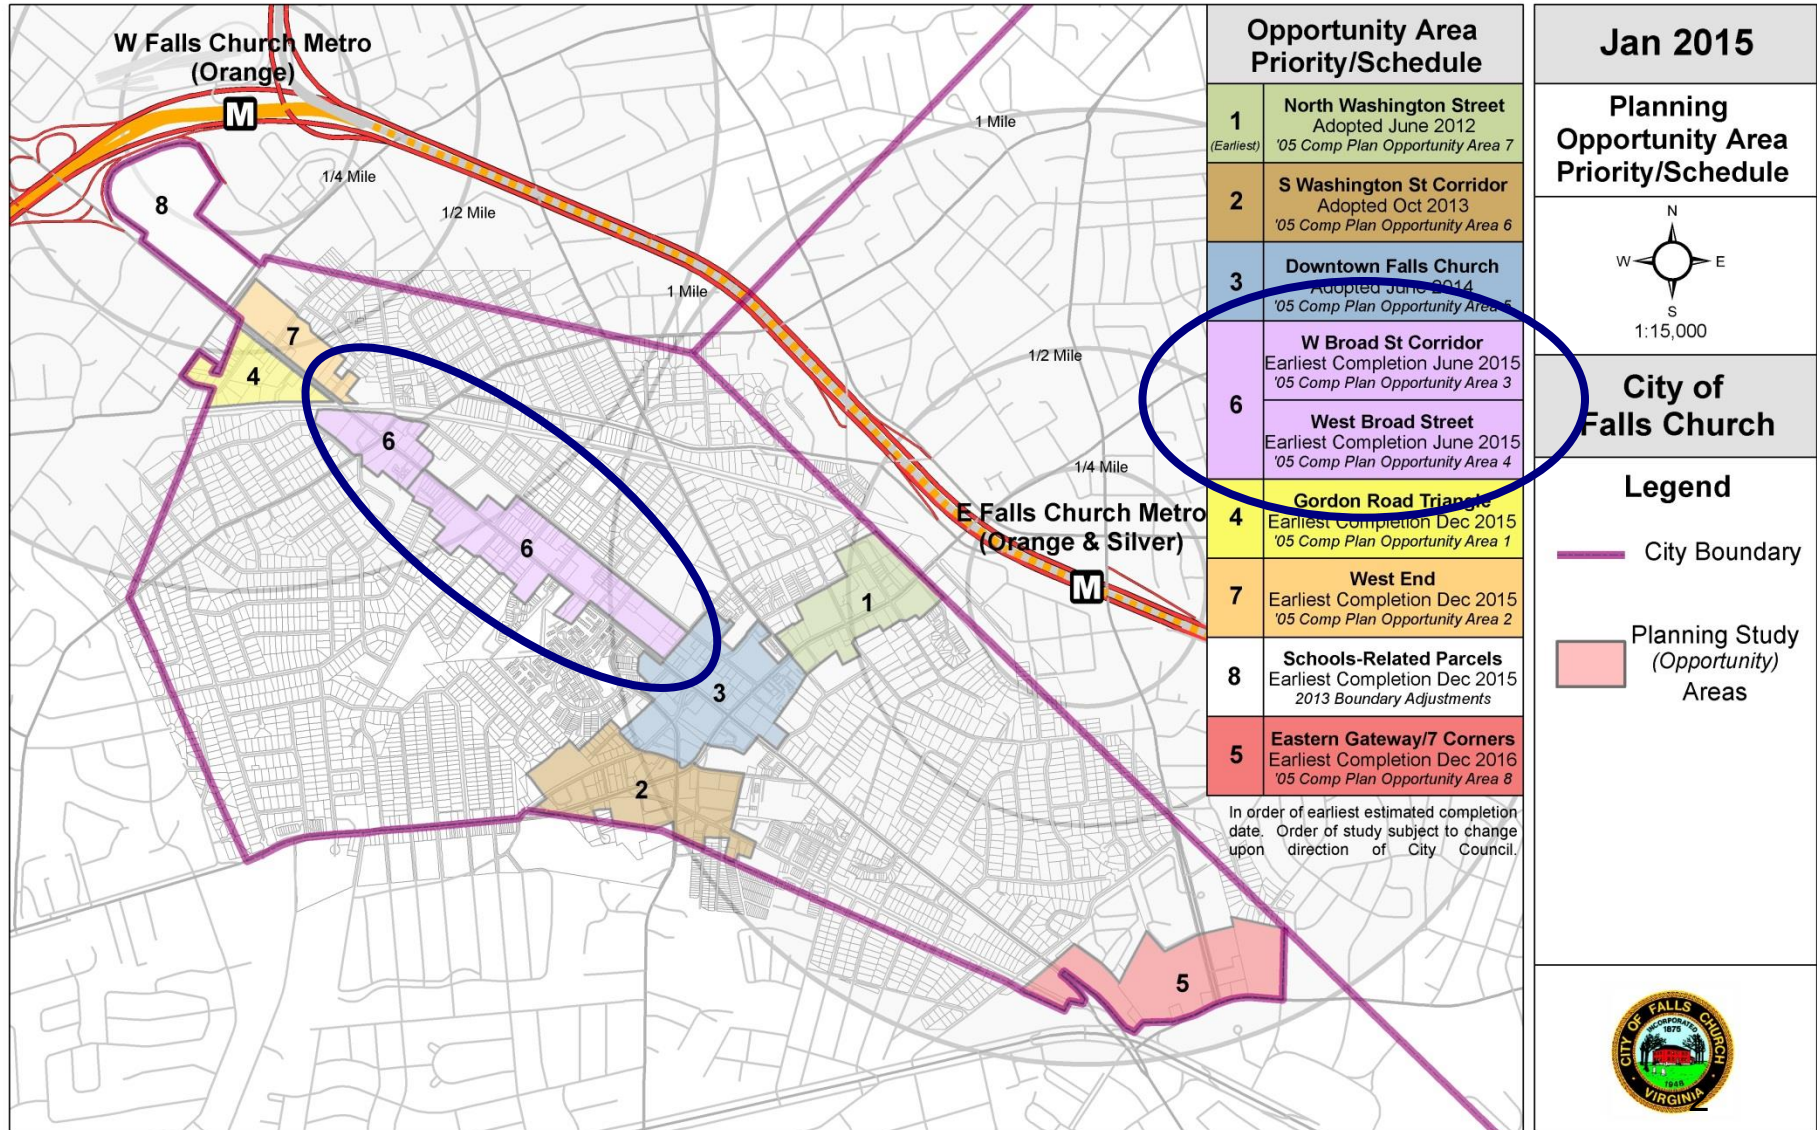 W Falls Church Metro
(Orange)
M
1/4 Mile
1/2 Mile
1 Mile
1 Mile
1/2 Mile
1/4 Mile
E Falls Church Metro
(Orange & Silver)
M
8
7
4
6
6
1
3
2
5
Opportunity Area
Priority/Schedule
1
(Earliest)
North Washington Street
Adopted June 2012
'05 Comp Plan Opportunity Area 7
2
S Washington St Corridor
Adopted Oct 2013
'05 Comp Plan Opportunity Area 6
3
Downtown Falls Church
Adopted June 2014
'05 Comp Plan Opportunity Area 5
6
W Broad St Corridor
Earliest Completion June 2015
'05 Comp Plan Opportunity Area 3
West Broad Street
Earliest Completion June 2015
'05 Comp Plan Opportunity Area 4
4
Gordon Road Triangle
Earliest Completion Dec 2015
'05 Comp Plan Opportunity Area 1
7
West End
Earliest Completion Dec 2015
'05 Comp Plan Opportunity Area 2
8
Schools-Related Parcels
Earliest Completion Dec 2015
2013 Boundary Adjustments
5
Eastern Gateway/7 Corners
Earliest Completion Dec 2016
'05 Comp Plan Opportunity Area 8
In order of earliest estimated completion
date. Order of study subject to change
upon direction of City Council.
Jan 2015
Planning
Opportunity Area
Priority/Schedule
N
W E
S
1:15,000
City of
Falls Church
Legend
City Boundary
Planning Study
(Opportunity)
Areas
CITY OF FALLS CHURCH
INCORPORATED
1875
1948
VIRGINIA
2